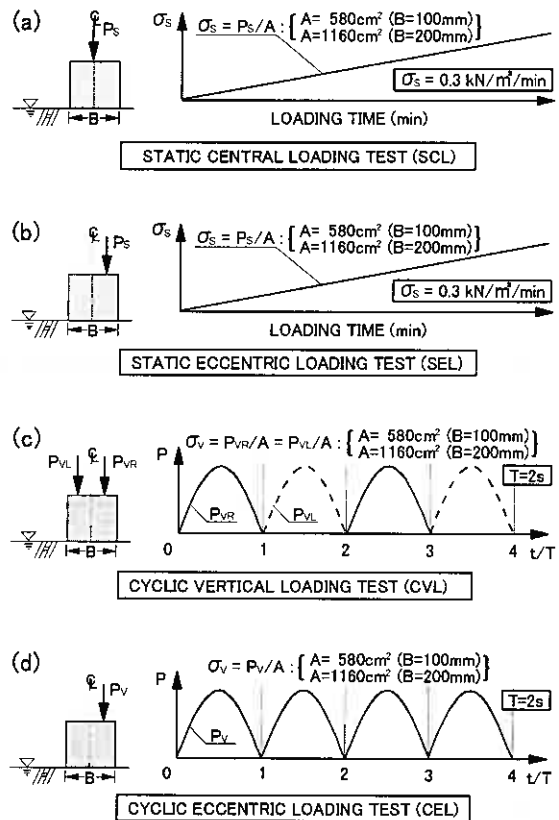 (a)
℄
Ps
B
σs
σs = Ps/A : { A= 580cm² (B=100mm)
A=1160cm² (B=200mm) }
σs = 0.3 kN/m²/min
LOADING TIME (min)
STATIC CENTRAL LOADING TEST (SCL)
(b)
℄
Ps
B
σs
σs = Ps/A : { A= 580cm² (B=100mm)
A=1160cm² (B=200mm) }
σs = 0.3 kN/m²/min
LOADING TIME (min)
STATIC ECCENTRIC LOADING TEST (SEL)
(c)
PVL ℄ PVR
B
σv = PVR/A = PVL/A : { A= 580cm² (B=100mm)
A=1160cm² (B=200mm) }
P
T=2s
PVR
PVL
0 1 2 3 4 t/T
CYCLIC VERTICAL LOADING TEST (CVL)
(d)
℄
Pv
B
σv = Pv/A : { A= 580cm² (B=100mm)
A=1160cm² (B=200mm) }
P
T=2s
Pv
0 1 2 3 4 t/T
CYCLIC ECCENTRIC LOADING TEST (CEL)